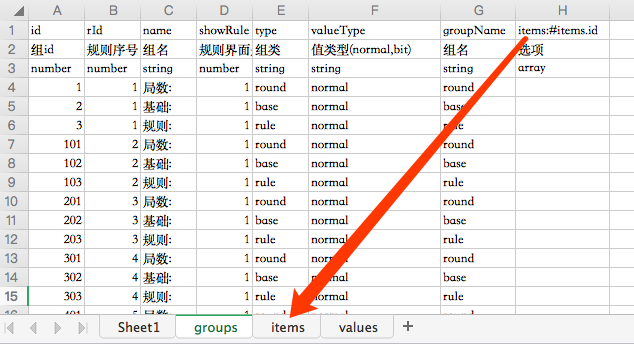 A B C D E F G H
1 id rId name showRule type valueType groupName items:#items.id
2 组id 规则序号 组名 规则界面 组类 值类型(normal,bit) 组名 选项
3 number number string number string string string array
4 1 1 局数: 1 round normal round
5 2 1 基础: 1 base normal base
6 3 1 规则: 1 rule normal rule
7 101 2 局数: 1 round normal round
8 102 2 基础: 1 base normal base
9 103 2 规则: 1 rule normal rule
10 201 3 局数: 1 round normal round
11 202 3 基础: 1 base normal base
12 203 3 规则: 1 rule normal rule
13 301 4 局数: 1 round normal round
14 302 4 基础: 1 base normal base
15 303 4 规则: 1 rule normal rule
Sheet1 groups items values +